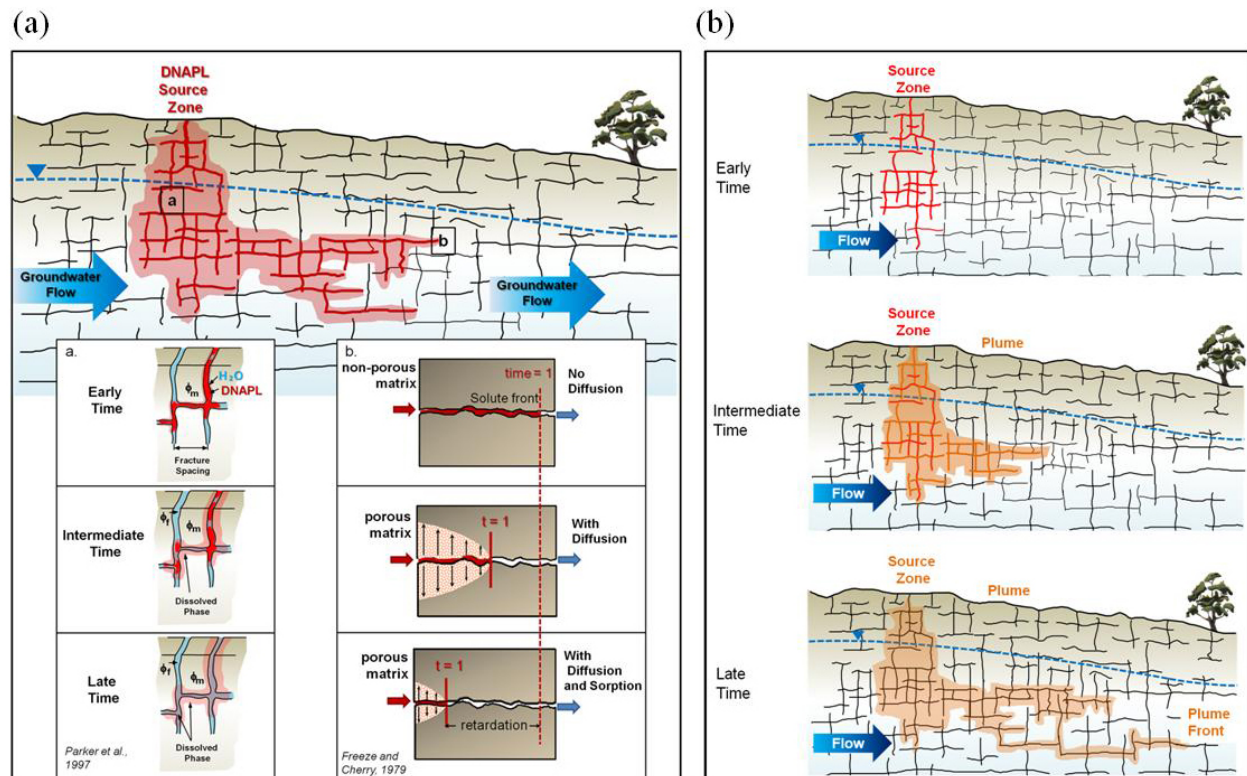 (a)
DNAPL
Source
Zone
a
b
Groundwater
Flow
Groundwater
Flow
a.
Early
Time
ϕm
H₂O
DNAPL
Fracture
Spacing
Intermediate
Time
ϕf
ϕm
Dissolved
Phase
Late
Time
ϕf
ϕm
Dissolved
Phase
Parker et al.,
1997
b.
non-porous
matrix
time = 1
Solute front
No
Diffusion
porous
matrix
t = 1
With
Diffusion
porous
matrix
t = 1
With
Diffusion
and Sorption
retardation
Freeze and
Cherry, 1979
(b)
Source
Zone
Early
Time
Flow
Source
Zone
Plume
Intermediate
Time
Flow
Source
Zone
Plume
Late
Time
Plume
Front
Flow